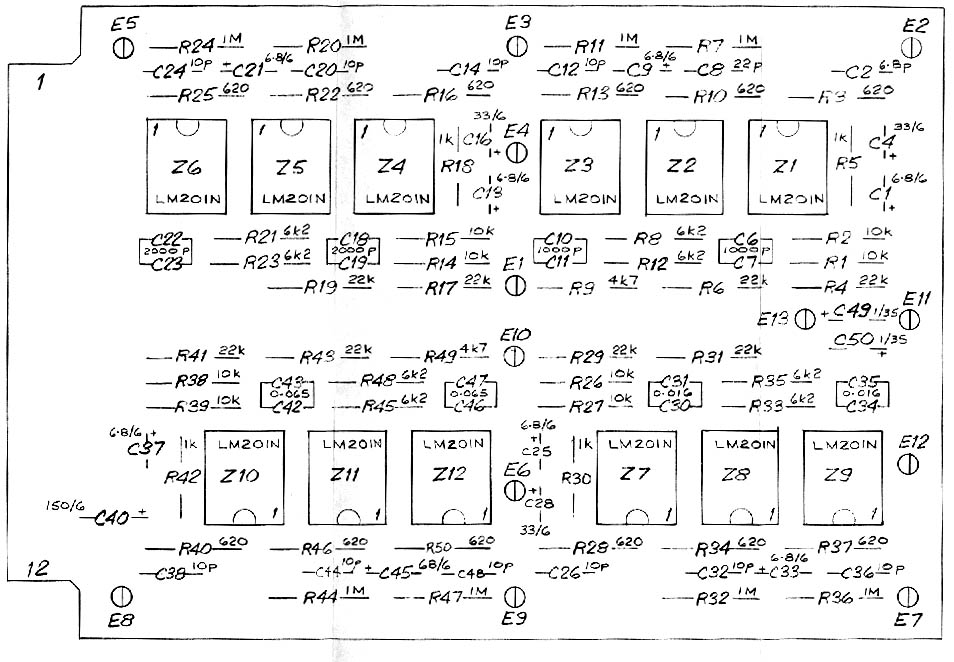 E5 E3 E2
R24 1M R20 1M R11 1M R7 1M
C24 10P + C21 6·8/6 C20 10P C14 10P C12 10P C9 6·8/6 + C8 22P C2 6·8P
R25 620 R22 620 R16 620 R13 620 R10 620 R3 620
1
1 Z6 LM201N
1 Z5 LM201N
1 Z4 LM201N
1k R18
33/6 C16 +
6·8/6 C13 +
E4
1 Z3 LM201N
1 Z2 LM201N
1 Z1 LM201N
1k R5
33/6 C4 +
6·8/6 C1 +
C22 2000P C23
R21 6k2
R23 6k2
C18 2000P C19
R15 10k
R14 10k
C10 1000P C11
R8 6k2
R12 6k2
C6 1000P C7
R2 10k
R1 10k
R19 22k R17 22k E1 R9 4k7 R6 22k R4 22k
E13 + C49 1/35 E11
C50 1/35 +
E10
R41 22k R43 22k R49 4k7 R29 22k R31 22k
R38 10k
R39 10k
C43 0·065 C42
R48 6k2
R45 6k2
C47 0·065 C46
R26 10k
R27 10k
C31 0·016 C30
R35 6k2
R33 6k2
C35 0·016 C34
6·8/6 + C37
1k R42
LM201N Z10 1
LM201N Z11 1
LM201N Z12 1
6·8/6 + C25
E6
+ C28 33/6
1k R30
LM201N Z7 1
LM201N Z8 1
LM201N Z9 1
E12
150/6 C40 +
R40 620 R46 620 R50 620 R28 620 R34 620 R37 620
12
C38 10P C44 10P + C45 68/6 C48 10P C26 10P C32 10P + C33 6·8/6 C36 10P
R44 1M R47 1M R32 1M R36 1M
E8 E9 E7